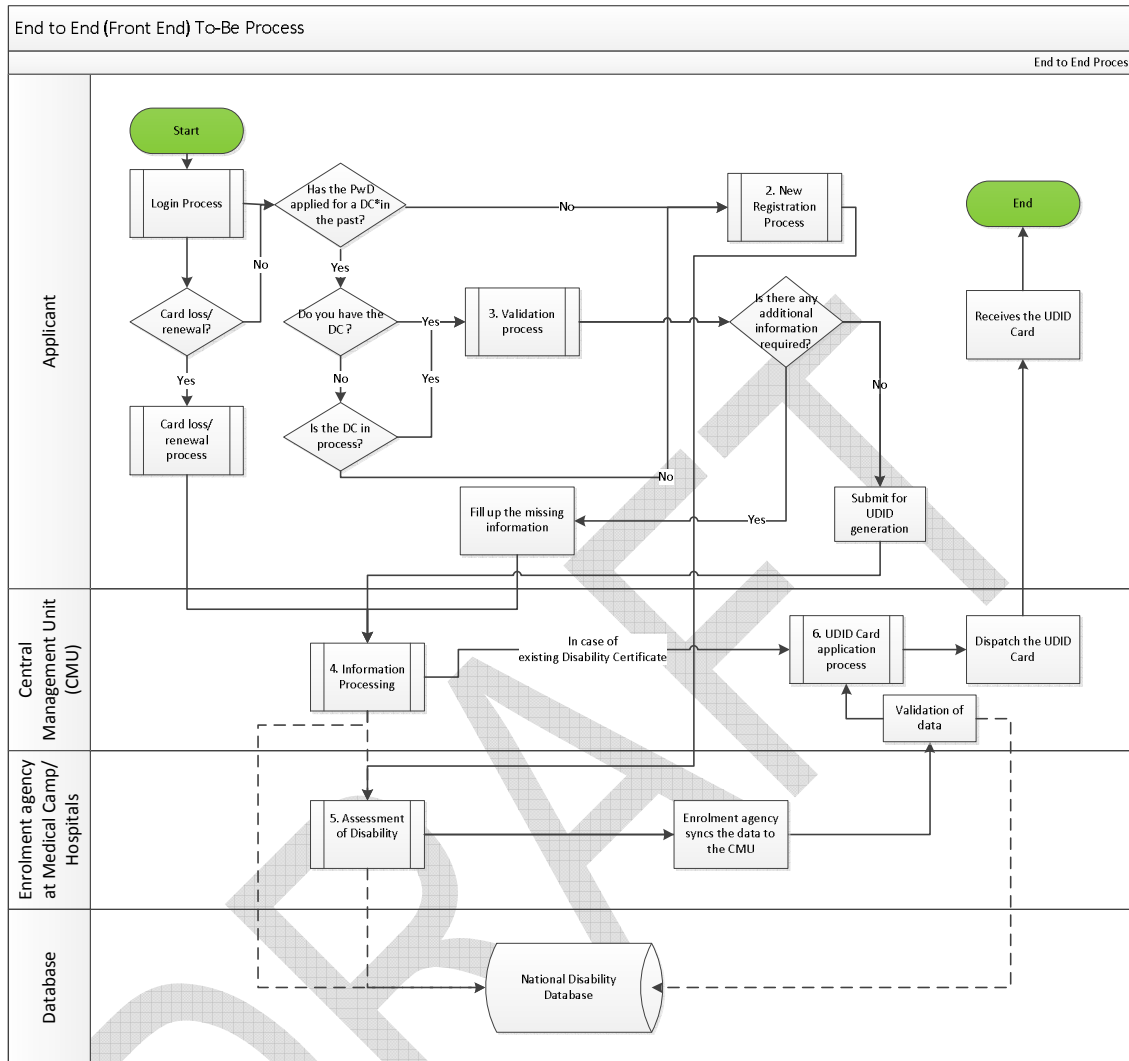 End to End (Front End) To-Be Process
End to End Proces
Applicant
Start
Login Process
Has the PwD
applied for a DC*in
the past?
No
2. New
Registration
Process
End
No
Yes
Card loss/
renewal?
Do you have the
DC ?
Yes
3. Validation
process
Is there any
additional
information
required?
Receives the UDID
Card
Yes
No
Yes
No
Card loss/
renewal
process
Is the DC in
process?
No
Fill up the missing
information
Yes
Submit for
UDID
generation
Central
Management Unit
(CMU)
4. Information
Processing
In case of
existing Disability Certificate
6. UDID Card
application
process
Dispatch the UDID
Card
Validation of
data
Enrolment agency
at Medical Camp/
Hospitals
5. Assessment
of Disability
Enrolment agency
syncs the data to
the CMU
Database
National Disability
Database
DRAFT